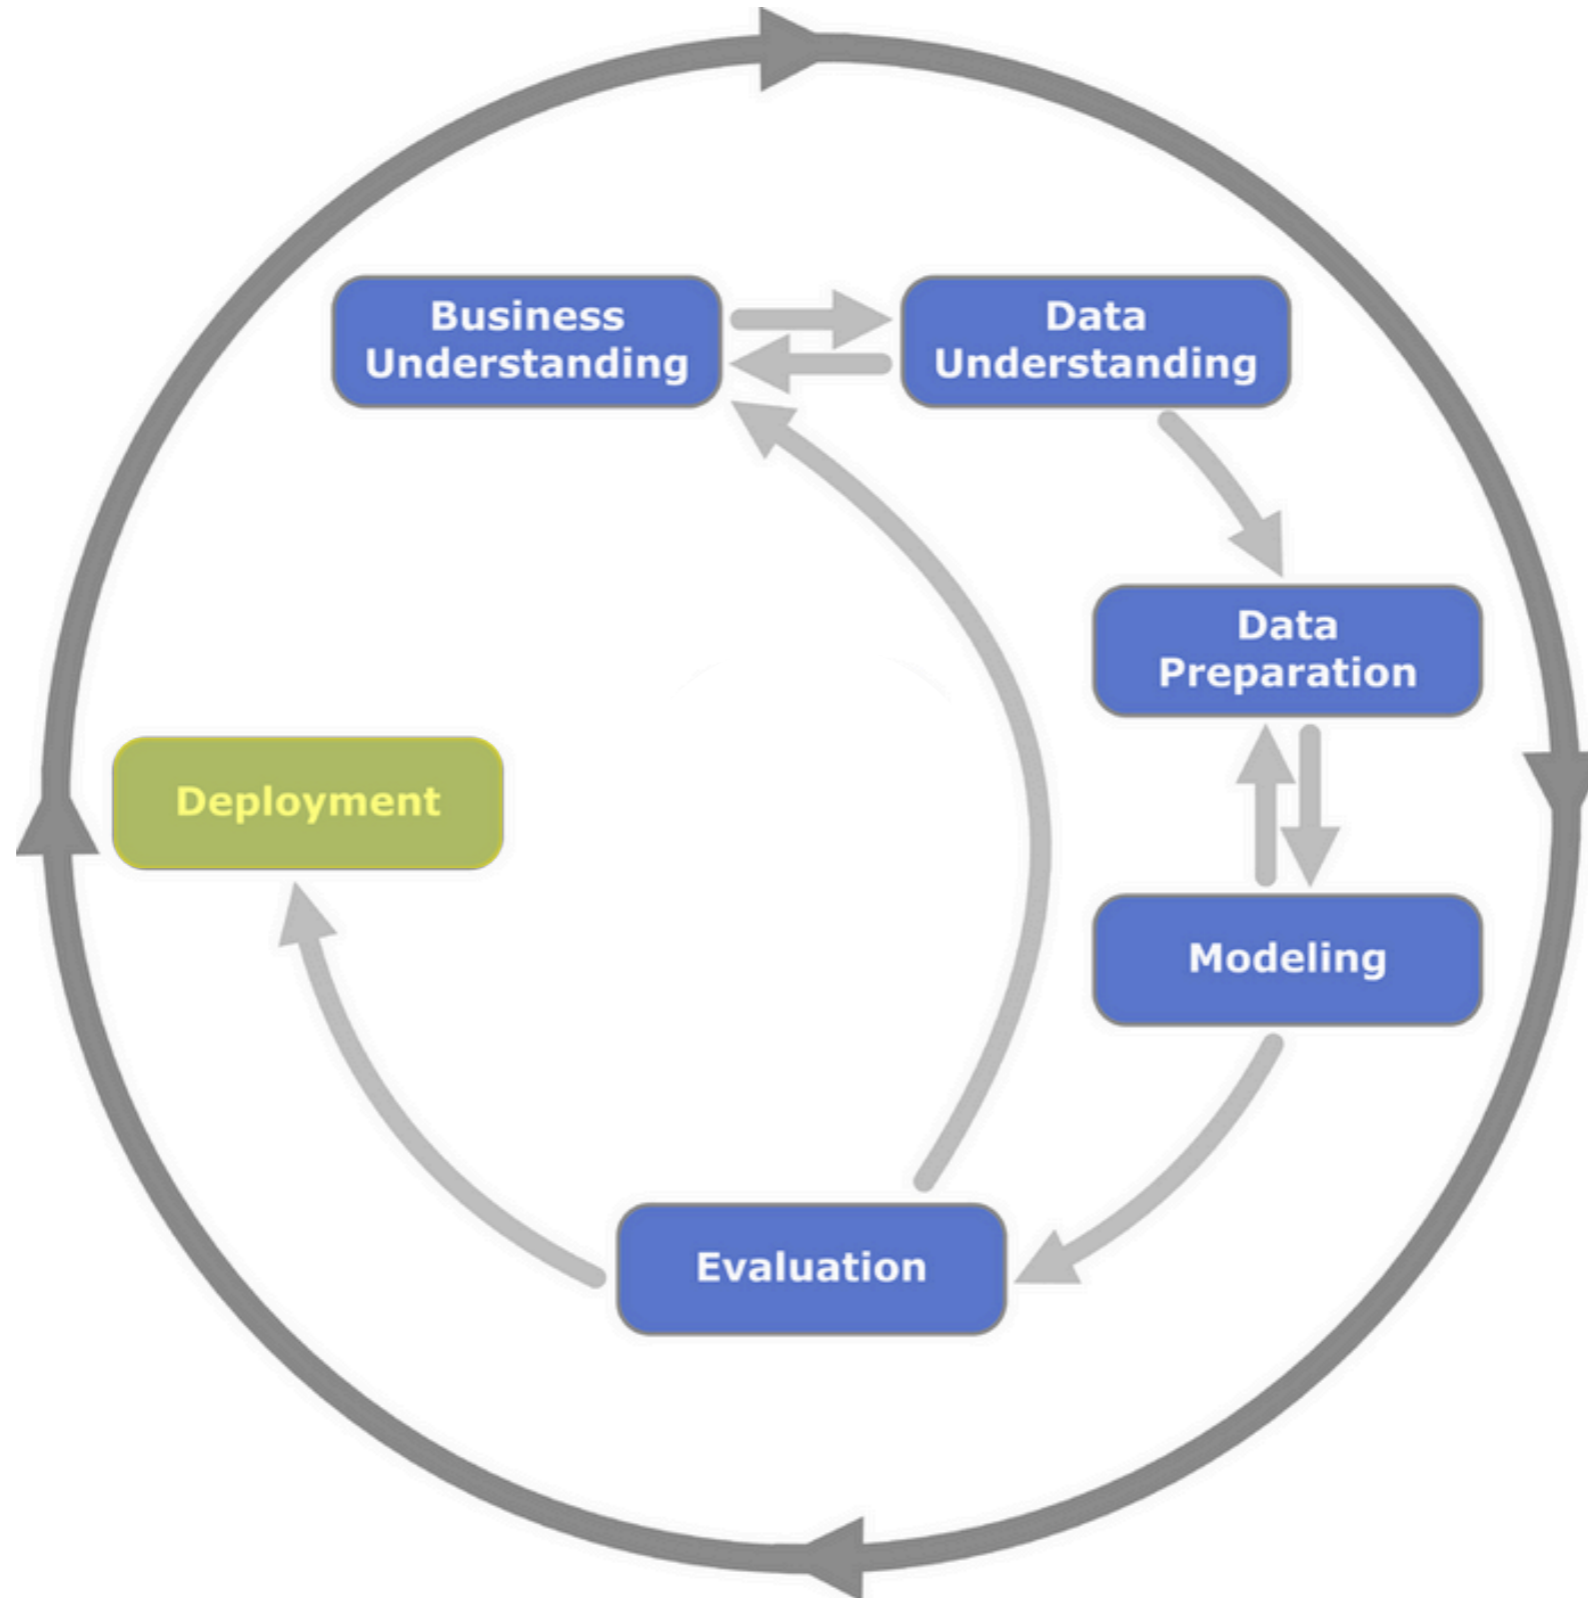 Business
Understanding
Data
Understanding
Data
Preparation
Deployment
Modeling
Evaluation